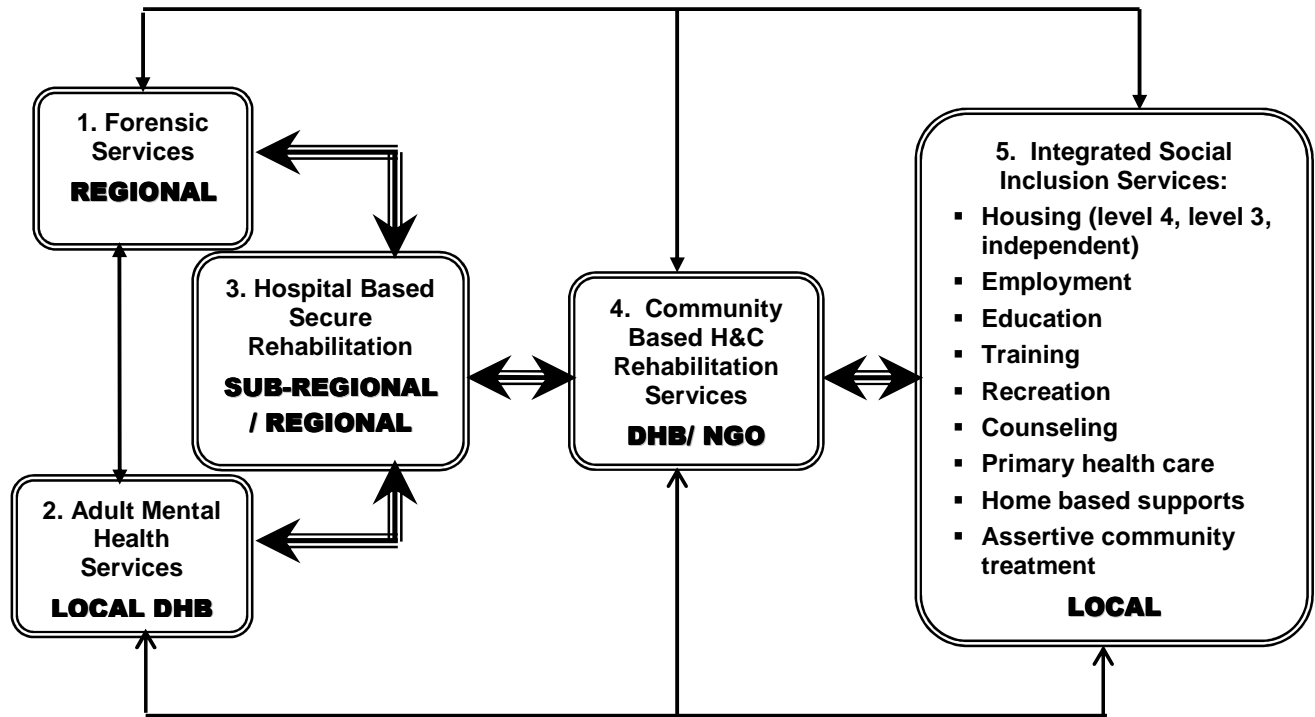 1. Forensic
Services
REGIONAL
2. Adult Mental
Health
Services
LOCAL DHB
3. Hospital Based
Secure
Rehabilitation
SUB-REGIONAL
/ REGIONAL
4. Community
Based H&C
Rehabilitation
Services
DHB/ NGO
5. Integrated Social
Inclusion Services:
▪ Housing (level 4, level 3,
independent)
▪ Employment
▪ Education
▪ Training
▪ Recreation
▪ Counseling
▪ Primary health care
▪ Home based supports
▪ Assertive community
treatment
LOCAL